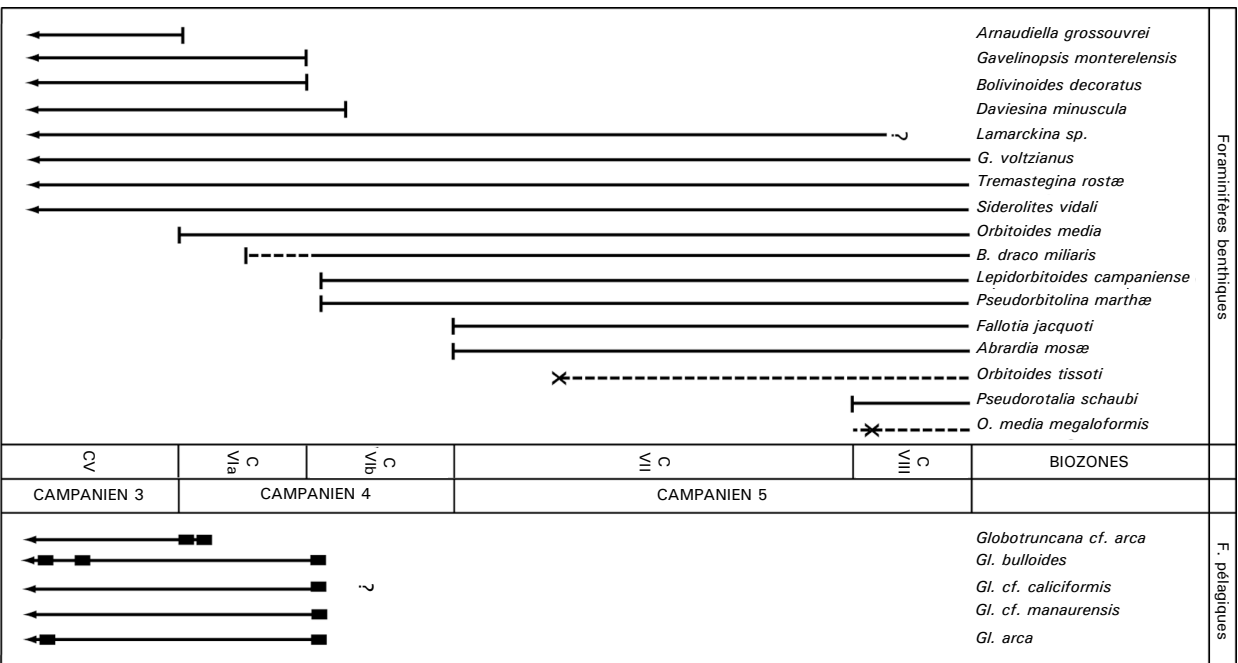 Arnaudiella grossouvrei
Gavelinopsis monterelensis
Bolivinoides decoratus
Daviesina minuscula
? Lamarckina sp.
G. voltzianus
Tremastegina rostæ
Siderolites vidali
Orbitoides media
B. draco miliaris
Lepidorbitoides campaniense
Pseudorbitolina marthæ
Fallotia jacquoti
Abrardia mosæ
Orbitoides tissoti
Pseudorotalia schaubi
O. media megaloformis
Foraminifères benthiques
CV
C VIa
C VIb
C VII
C VIII
BIOZONES
CAMPANIEN 3
CAMPANIEN 4
CAMPANIEN 5
Globotruncana cf. arca
Gl. bulloides
? Gl. cf. caliciformis
Gl. cf. manaurensis
Gl. arca
F. pélagiques